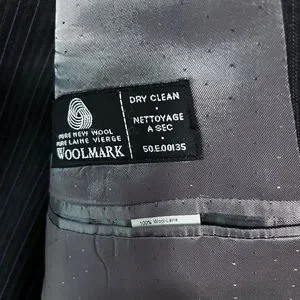 PURE NEW WOOL
PURE LAINE VIERGE
WOOLMARK
DRY CLEAN
•
NETTOYAGE
A SEC
•
50.E.00135
100% Wool-Laine